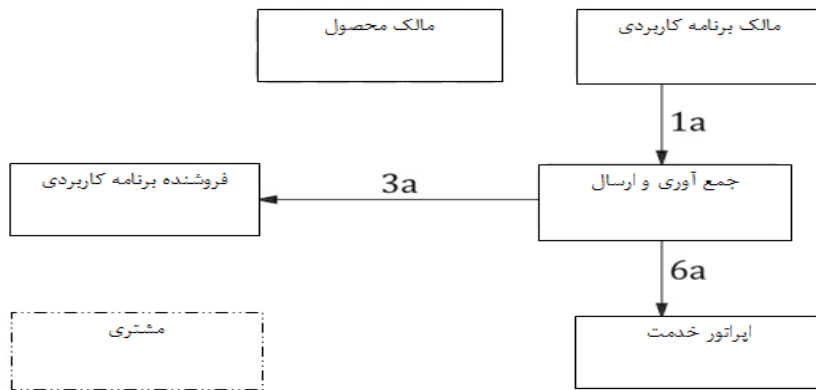 مالک برنامه کاربردی
مالک محصول
1a
جمع آوری و ارسال
3a
فروشنده برنامه کاربردی
6a
اپراتور خدمت
مشتری